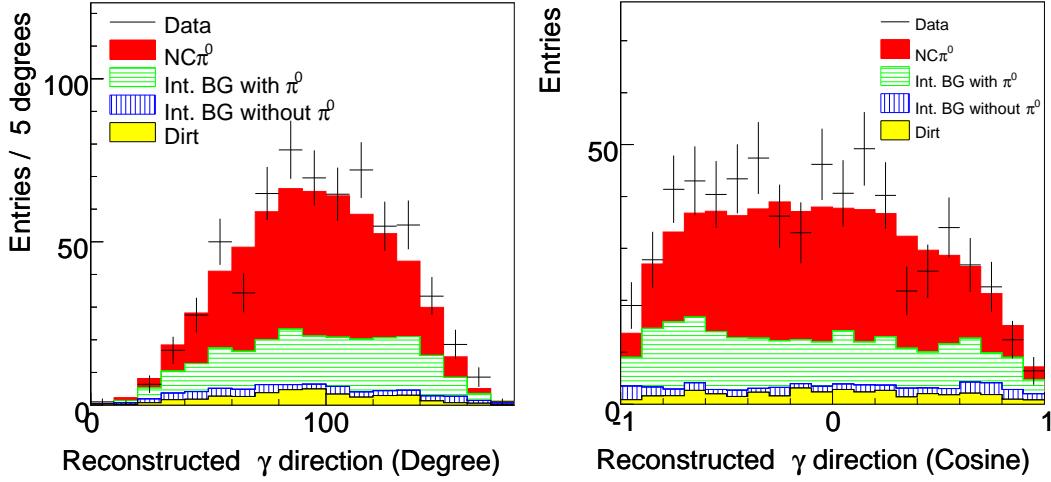 Entries / 5 degrees
100
50
0
Data
NCπ⁰
Int. BG with π⁰
Int. BG without π⁰
Dirt
0 100
Reconstructed γ direction (Degree)
Entries
50
0
Data
NCπ⁰
Int. BG with π⁰
Int. BG without π⁰
Dirt
-1 0 1
Reconstructed γ direction (Cosine)